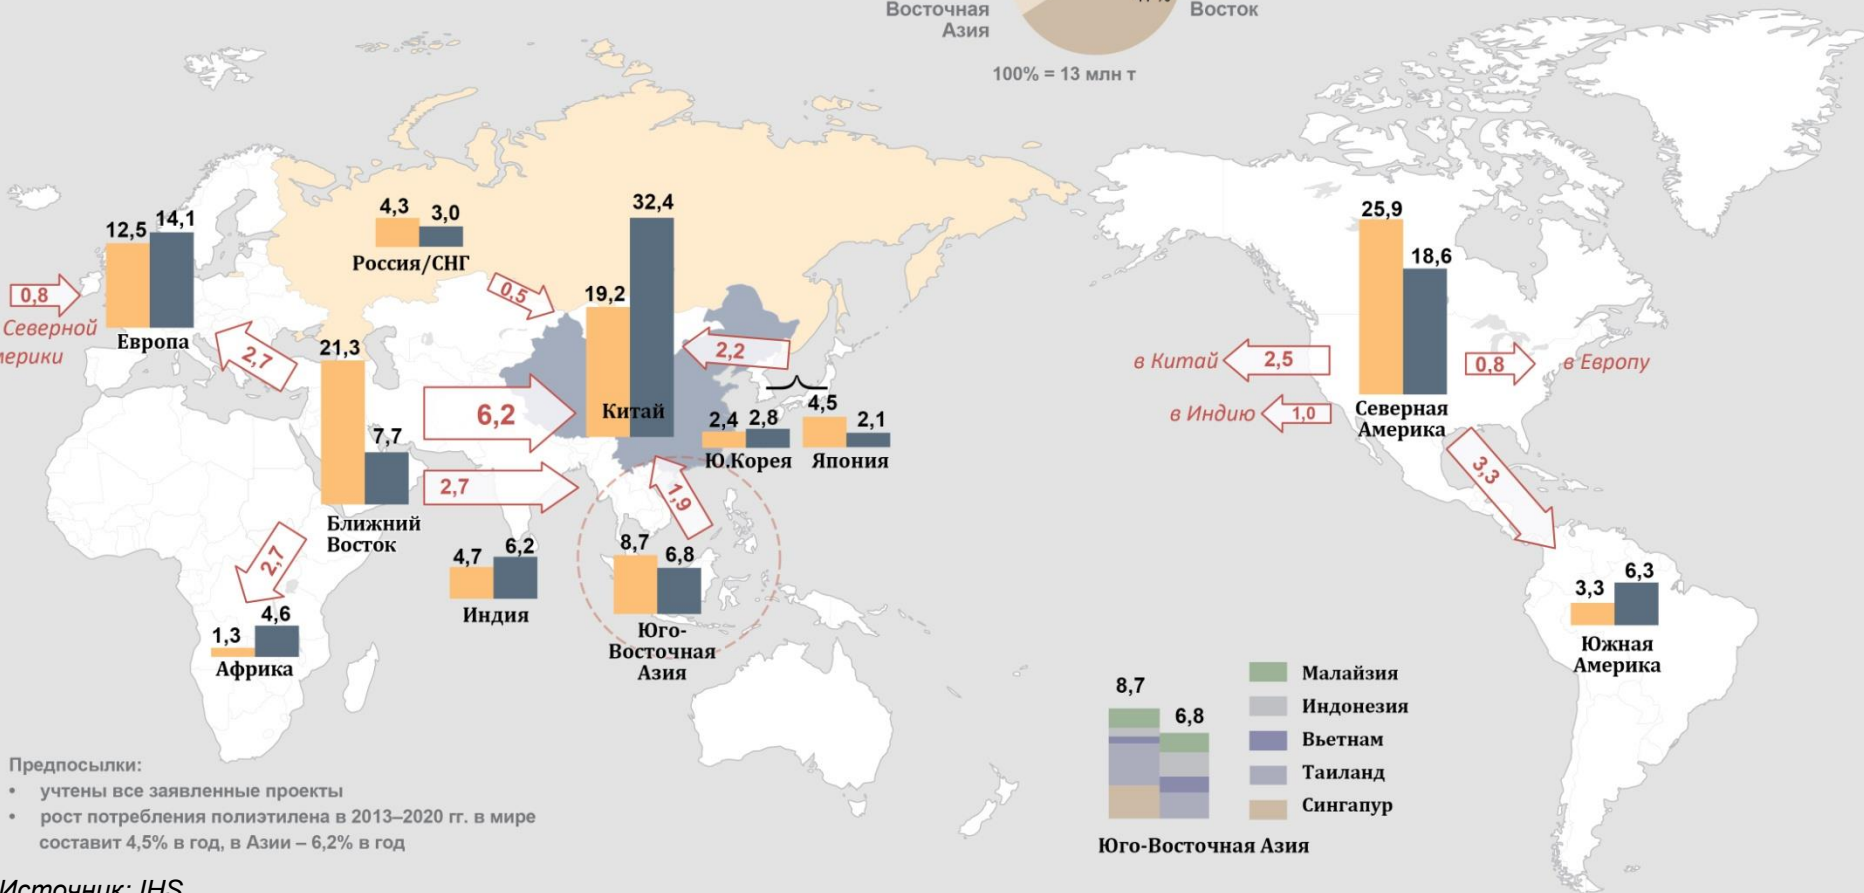 Восточная
Азия
Восток
100% = 13 млн т
12,5
14,1
Европа
0,8
Северной
2,7
4,3
3,0
Россия/СНГ
0,5
19,2
32,4
Китай
2,2
21,3
7,7
Ближний
Восток
6,2
2,7
2,4
2,8
Ю.Корея
4,5
2,1
Япония
1,9
2,7
1,3
4,6
Африка
4,7
6,2
Индия
8,7
6,8
Юго-
Восточная
Азия
25,9
18,6
Северная
Америка
в Китай
2,5
в Индию
1,0
0,8
в Европу
3,3
3,3
6,3
Южная
Америка
8,7
6,8
Малайзия
Индонезия
Вьетнам
Таиланд
Сингапур
Юго-Восточная Азия
Предпосылки:
• учтены все заявленные проекты
• рост потребления полиэтилена в 2013–2020 гг. в мире
составит 4,5% в год, в Азии – 6,2% в год
Источник: IHS